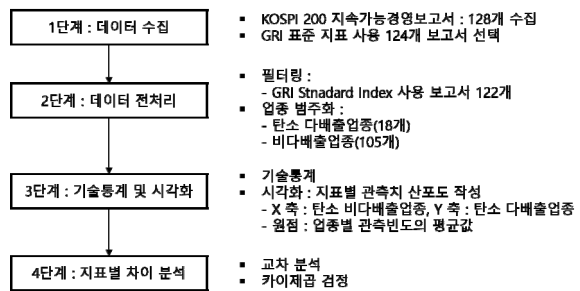 1단계 : 데이터 수집
▪ KOSPI 200 지속가능경영보고서 : 128개 수집
▪ GRI 표준 지표 사용 124개 보고서 선택
2단계 : 데이터 전처리
▪ 필터링 :
- GRI Stnadard Index 사용 보고서 122개
▪ 업종 범주화 :
- 탄소 다배출업종(18개)
- 비다배출업종(105개)
3단계 : 기술통계 및 시각화
▪ 기술통계
▪ 시각화 : 지표별 관측치 산포도 작성
- X 축 : 탄소 비다배출업종, Y 축 : 탄소 다배출업종
- 원점 : 업종별 관측빈도의 평균값
4단계 : 지표별 차이 분석
▪ 교차 분석
▪ 카이제곱 검정